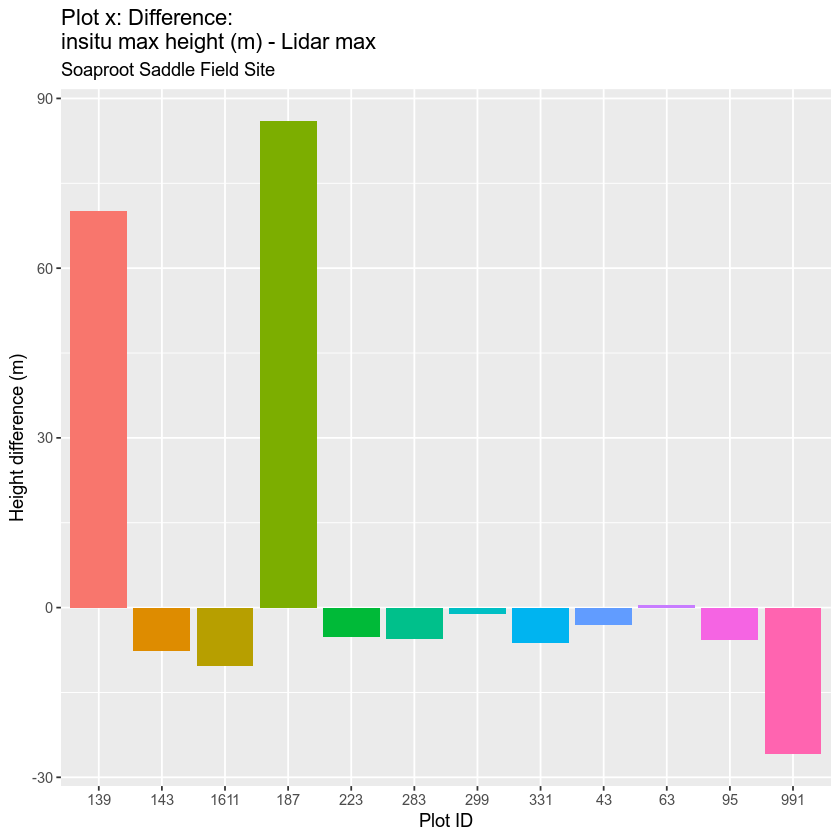 Plot x: Difference:
insitu max height (m) - Lidar max
Soaproot Saddle Field Site
Height difference (m)
90
60
30
0
-30
139 143 1611 187 223 283 299 331 43 63 95 991
Plot ID